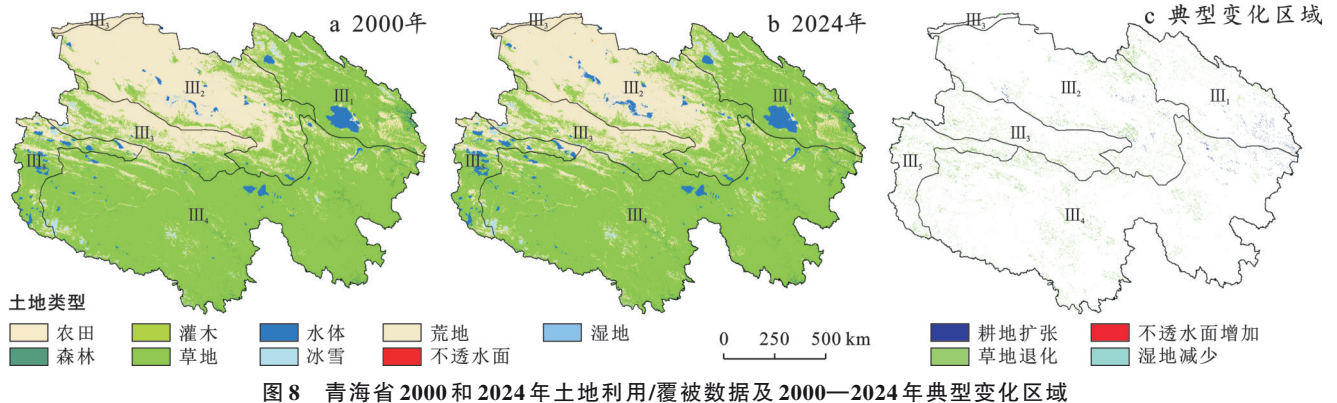 a 2000年
b 2024年
c 典型变化区域
III₃
III₂
III₁
III₃
III₅
III₄
III₃
III₂
III₁
III₃
III₅
III₄
III₃
III₂
III₁
III₃
III₅
III₄
土地类型
农田 灌木 水体 荒地 湿地
森林 草地 冰雪 不透水面
0 250 500 km
耕地扩张 不透水面增加
草地退化 湿地减少
图8 青海省2000和2024年土地利用/覆被数据及2000—2024年典型变化区域